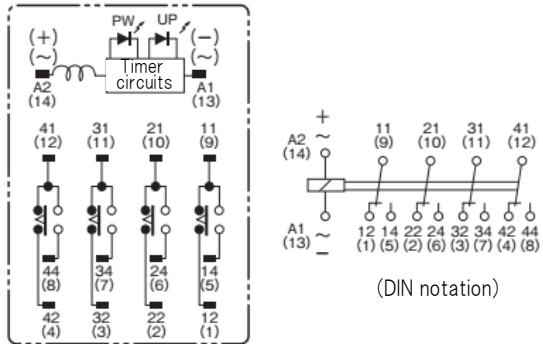 PW UP
(+) (−)
(~) (~)
Timer
circuits
A2 A1
(14) (13)
41 31 21 11
(12) (11) (10) (9)
44 34 24 14
(8) (7) (6) (5)
42 32 22 12
(4) (3) (2) (1)
+
~
A2
(14)
11 21 31 41
(9) (10) (11) (12)
A1
(13) ~
−
12 14 22 24 32 34 42 44
(1) (5) (2) (6) (3) (7) (4) (8)
(DIN notation)